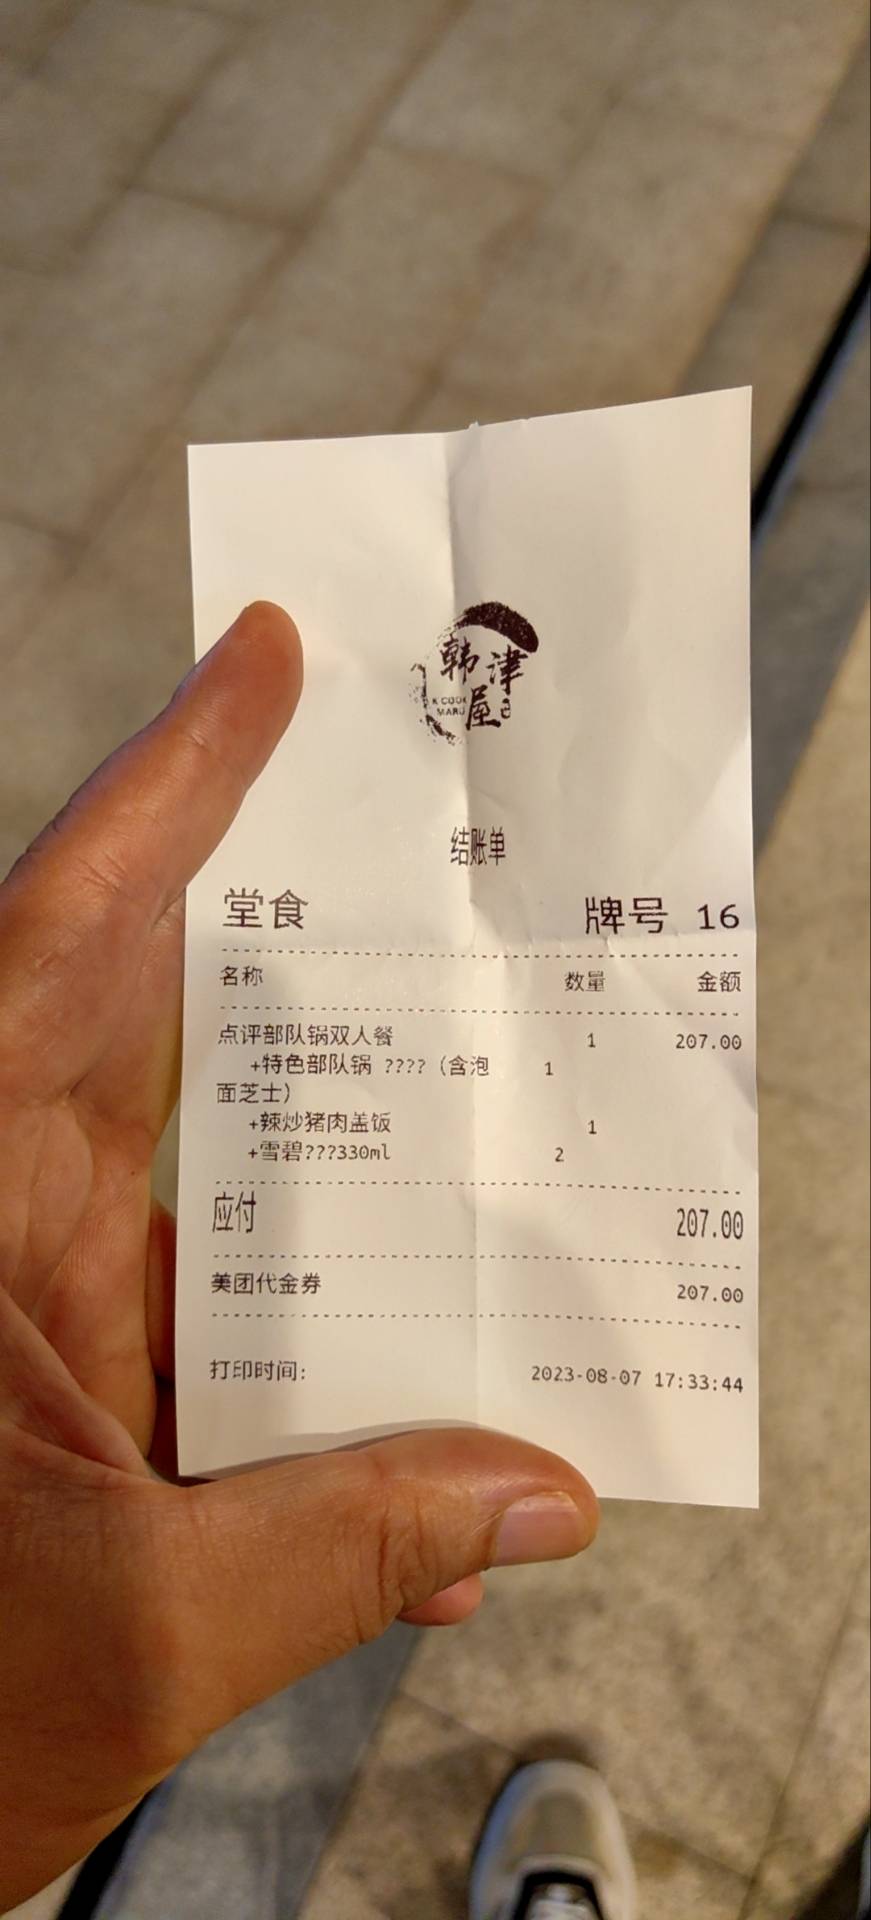 韩津
K COOK
MARU
屋
结账单
堂食 牌号 16
名称 数量 金额
点评部队锅双人餐 1 207.00
+特色部队锅 ????（含泡 1
面芝士）
+辣炒猪肉盖饭 1
+雪碧???330ml 2
应付 207.00
美团代金券 207.00
打印时间: 2023-08-07 17:33:44